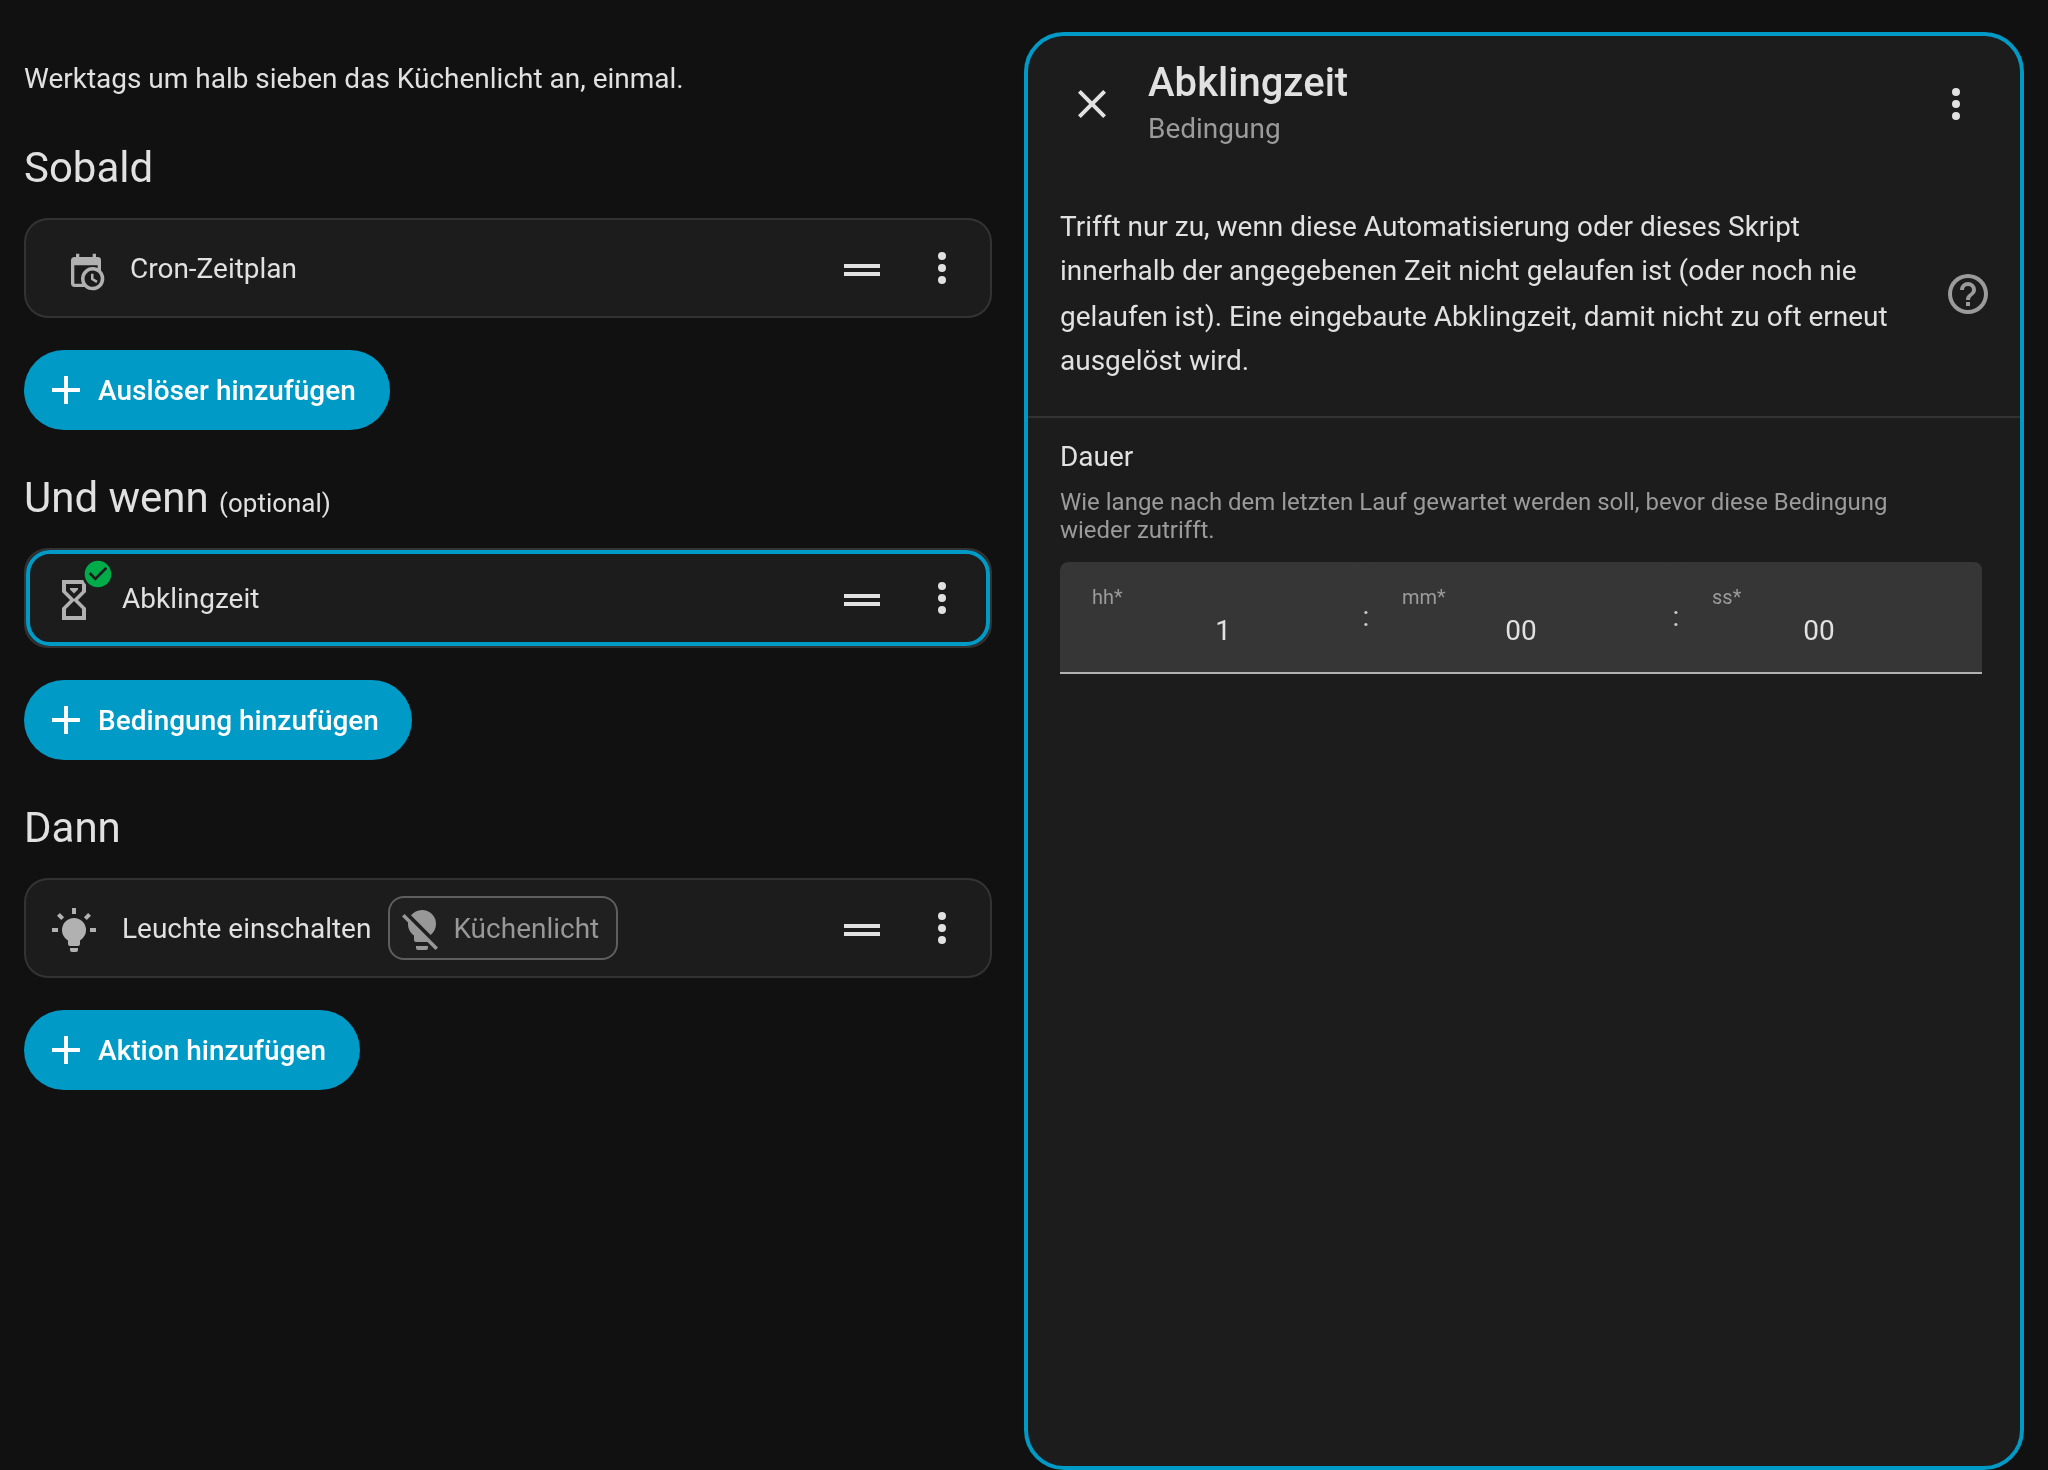 Werktags um halb sieben das Küchenlicht an, einmal.
Sobald
Cron-Zeitplan
Auslöser hinzufügen
Und wenn (optional)
Abklingzeit
Bedingung hinzufügen
Dann
Leuchte einschalten Küchenlicht
Aktion hinzufügen
Abklingzeit
Bedingung
Trifft nur zu, wenn diese Automatisierung oder dieses Skript
innerhalb der angegebenen Zeit nicht gelaufen ist (oder noch nie
gelaufen ist). Eine eingebaute Abklingzeit, damit nicht zu oft erneut
ausgelöst wird.
Dauer
Wie lange nach dem letzten Lauf gewartet werden soll, bevor diese Bedingung
wieder zutrifft.
hh* mm* ss*
1 : 00 : 00